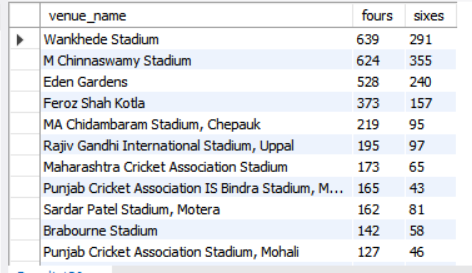 venue_name fours sixes
Wankhede Stadium 639 291
M Chinnaswamy Stadium 624 355
Eden Gardens 528 240
Feroz Shah Kotla 373 157
MA Chidambaram Stadium, Chepauk 219 95
Rajiv Gandhi International Stadium, Uppal 195 97
Maharashtra Cricket Association Stadium 173 65
Punjab Cricket Association IS Bindra Stadium, M... 165 43
Sardar Patel Stadium, Motera 162 81
Brabourne Stadium 142 58
Punjab Cricket Association Stadium, Mohali 127 46